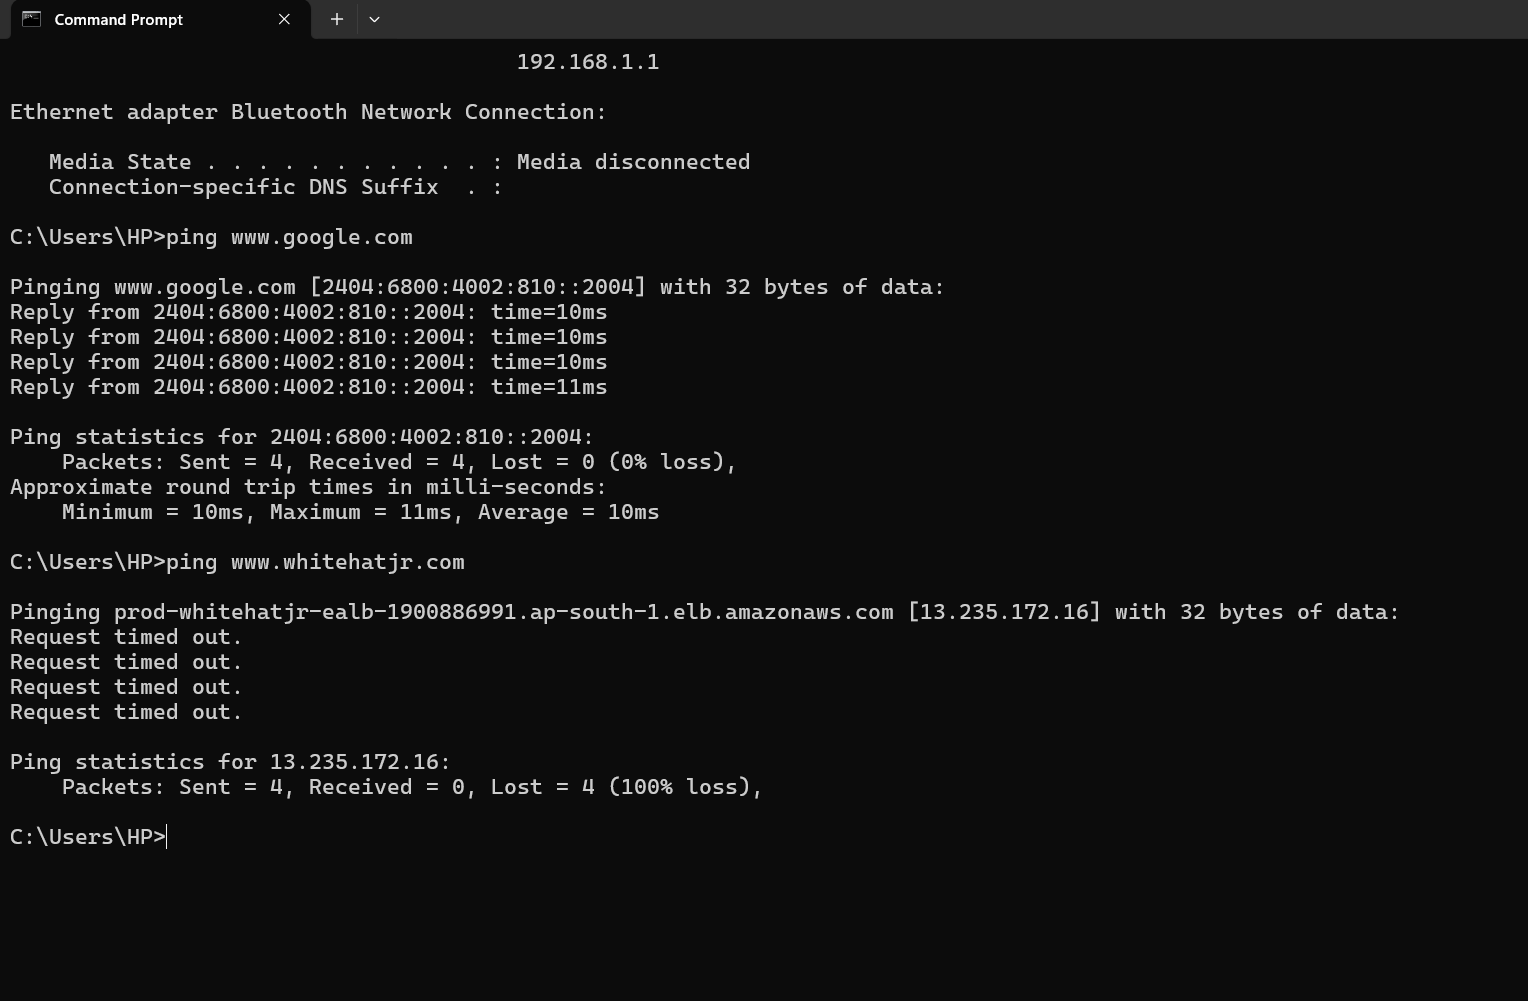 Command Prompt
192.168.1.1
Ethernet adapter Bluetooth Network Connection:
Media State . . . . . . . . . . . : Media disconnected
Connection-specific DNS Suffix  . :
C:\Users\HP>ping www.google.com
Pinging www.google.com [2404:6800:4002:810::2004] with 32 bytes of data:
Reply from 2404:6800:4002:810::2004: time=10ms
Reply from 2404:6800:4002:810::2004: time=10ms
Reply from 2404:6800:4002:810::2004: time=10ms
Reply from 2404:6800:4002:810::2004: time=11ms
Ping statistics for 2404:6800:4002:810::2004:
Packets: Sent = 4, Received = 4, Lost = 0 (0% loss),
Approximate round trip times in milli-seconds:
Minimum = 10ms, Maximum = 11ms, Average = 10ms
C:\Users\HP>ping www.whitehatjr.com
Pinging prod-whitehatjr-ealb-1900886991.ap-south-1.elb.amazonaws.com [13.235.172.16] with 32 bytes of data:
Request timed out.
Request timed out.
Request timed out.
Request timed out.
Ping statistics for 13.235.172.16:
Packets: Sent = 4, Received = 0, Lost = 4 (100% loss),
C:\Users\HP>